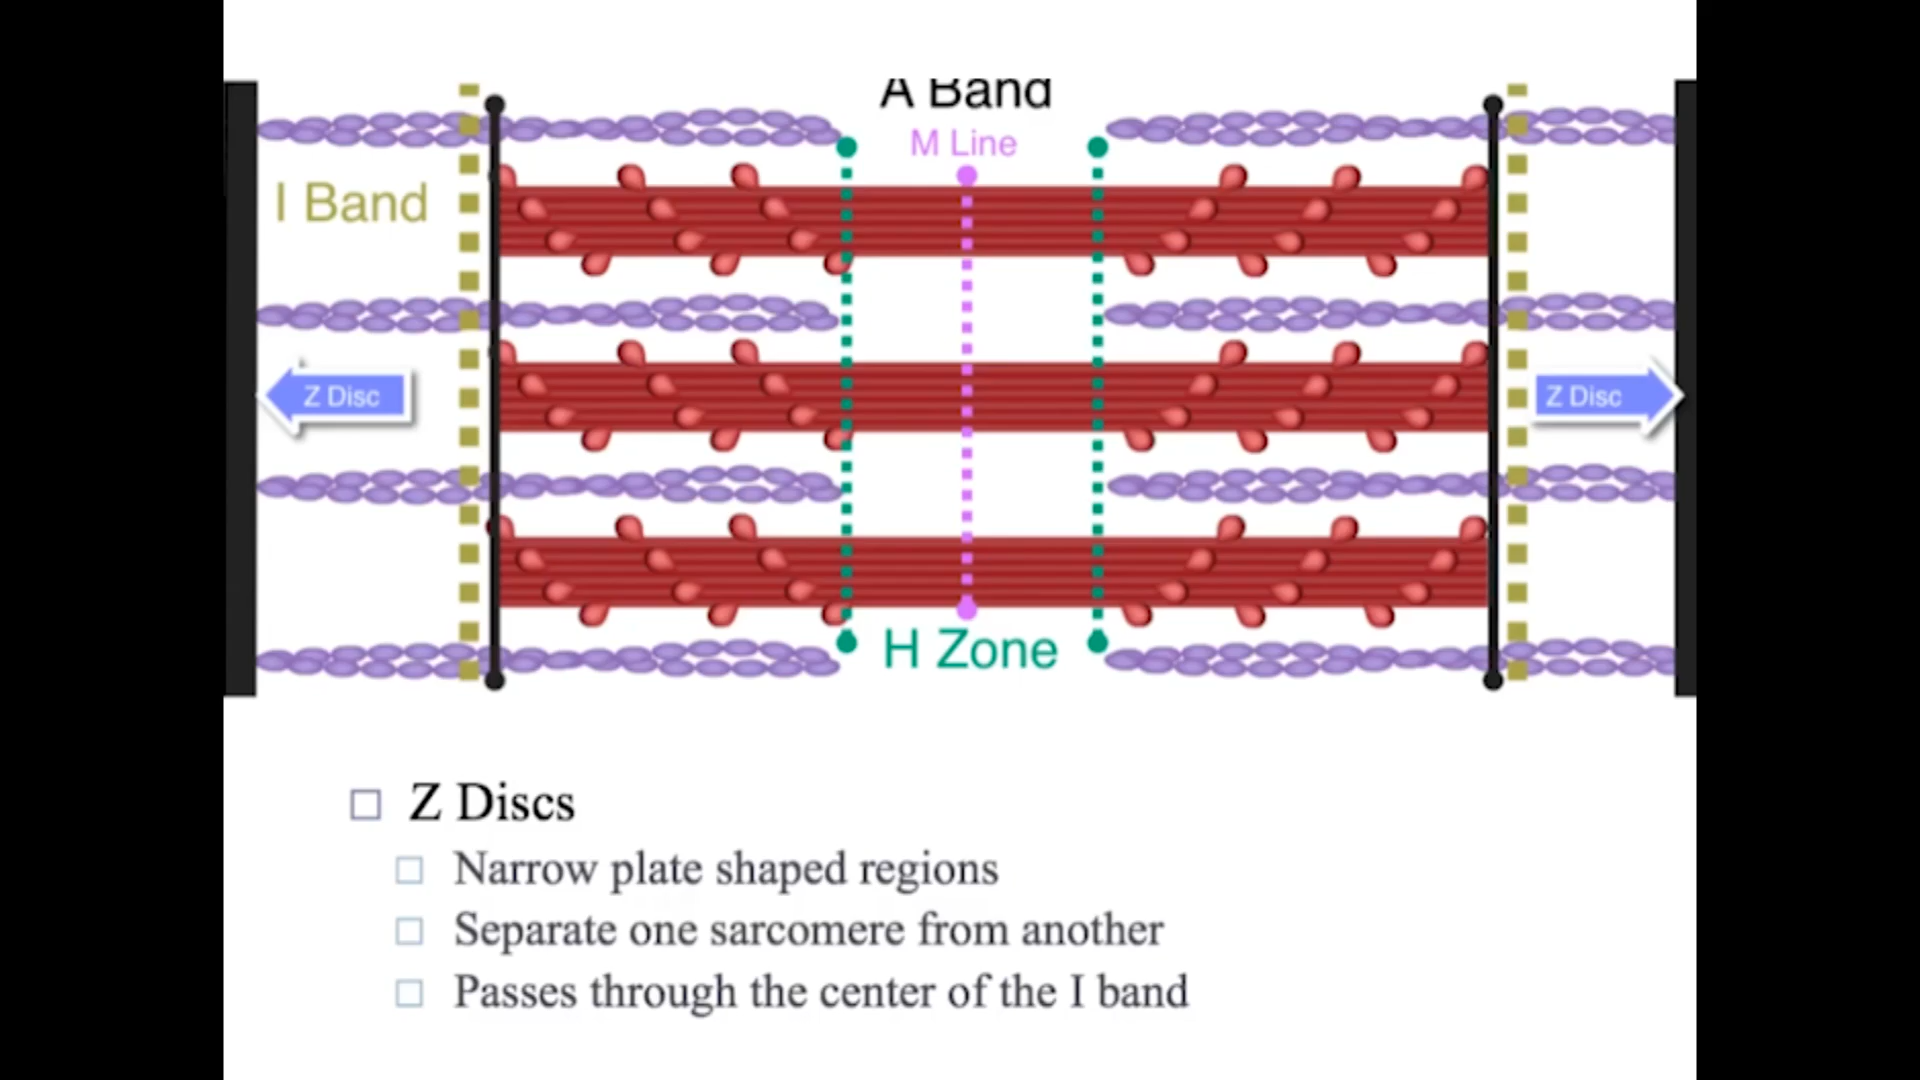 A Band
M Line
I Band
Z Disc
Z Disc
H Zone
Z Discs
Narrow plate shaped regions
Separate one sarcomere from another
Passes through the center of the I band